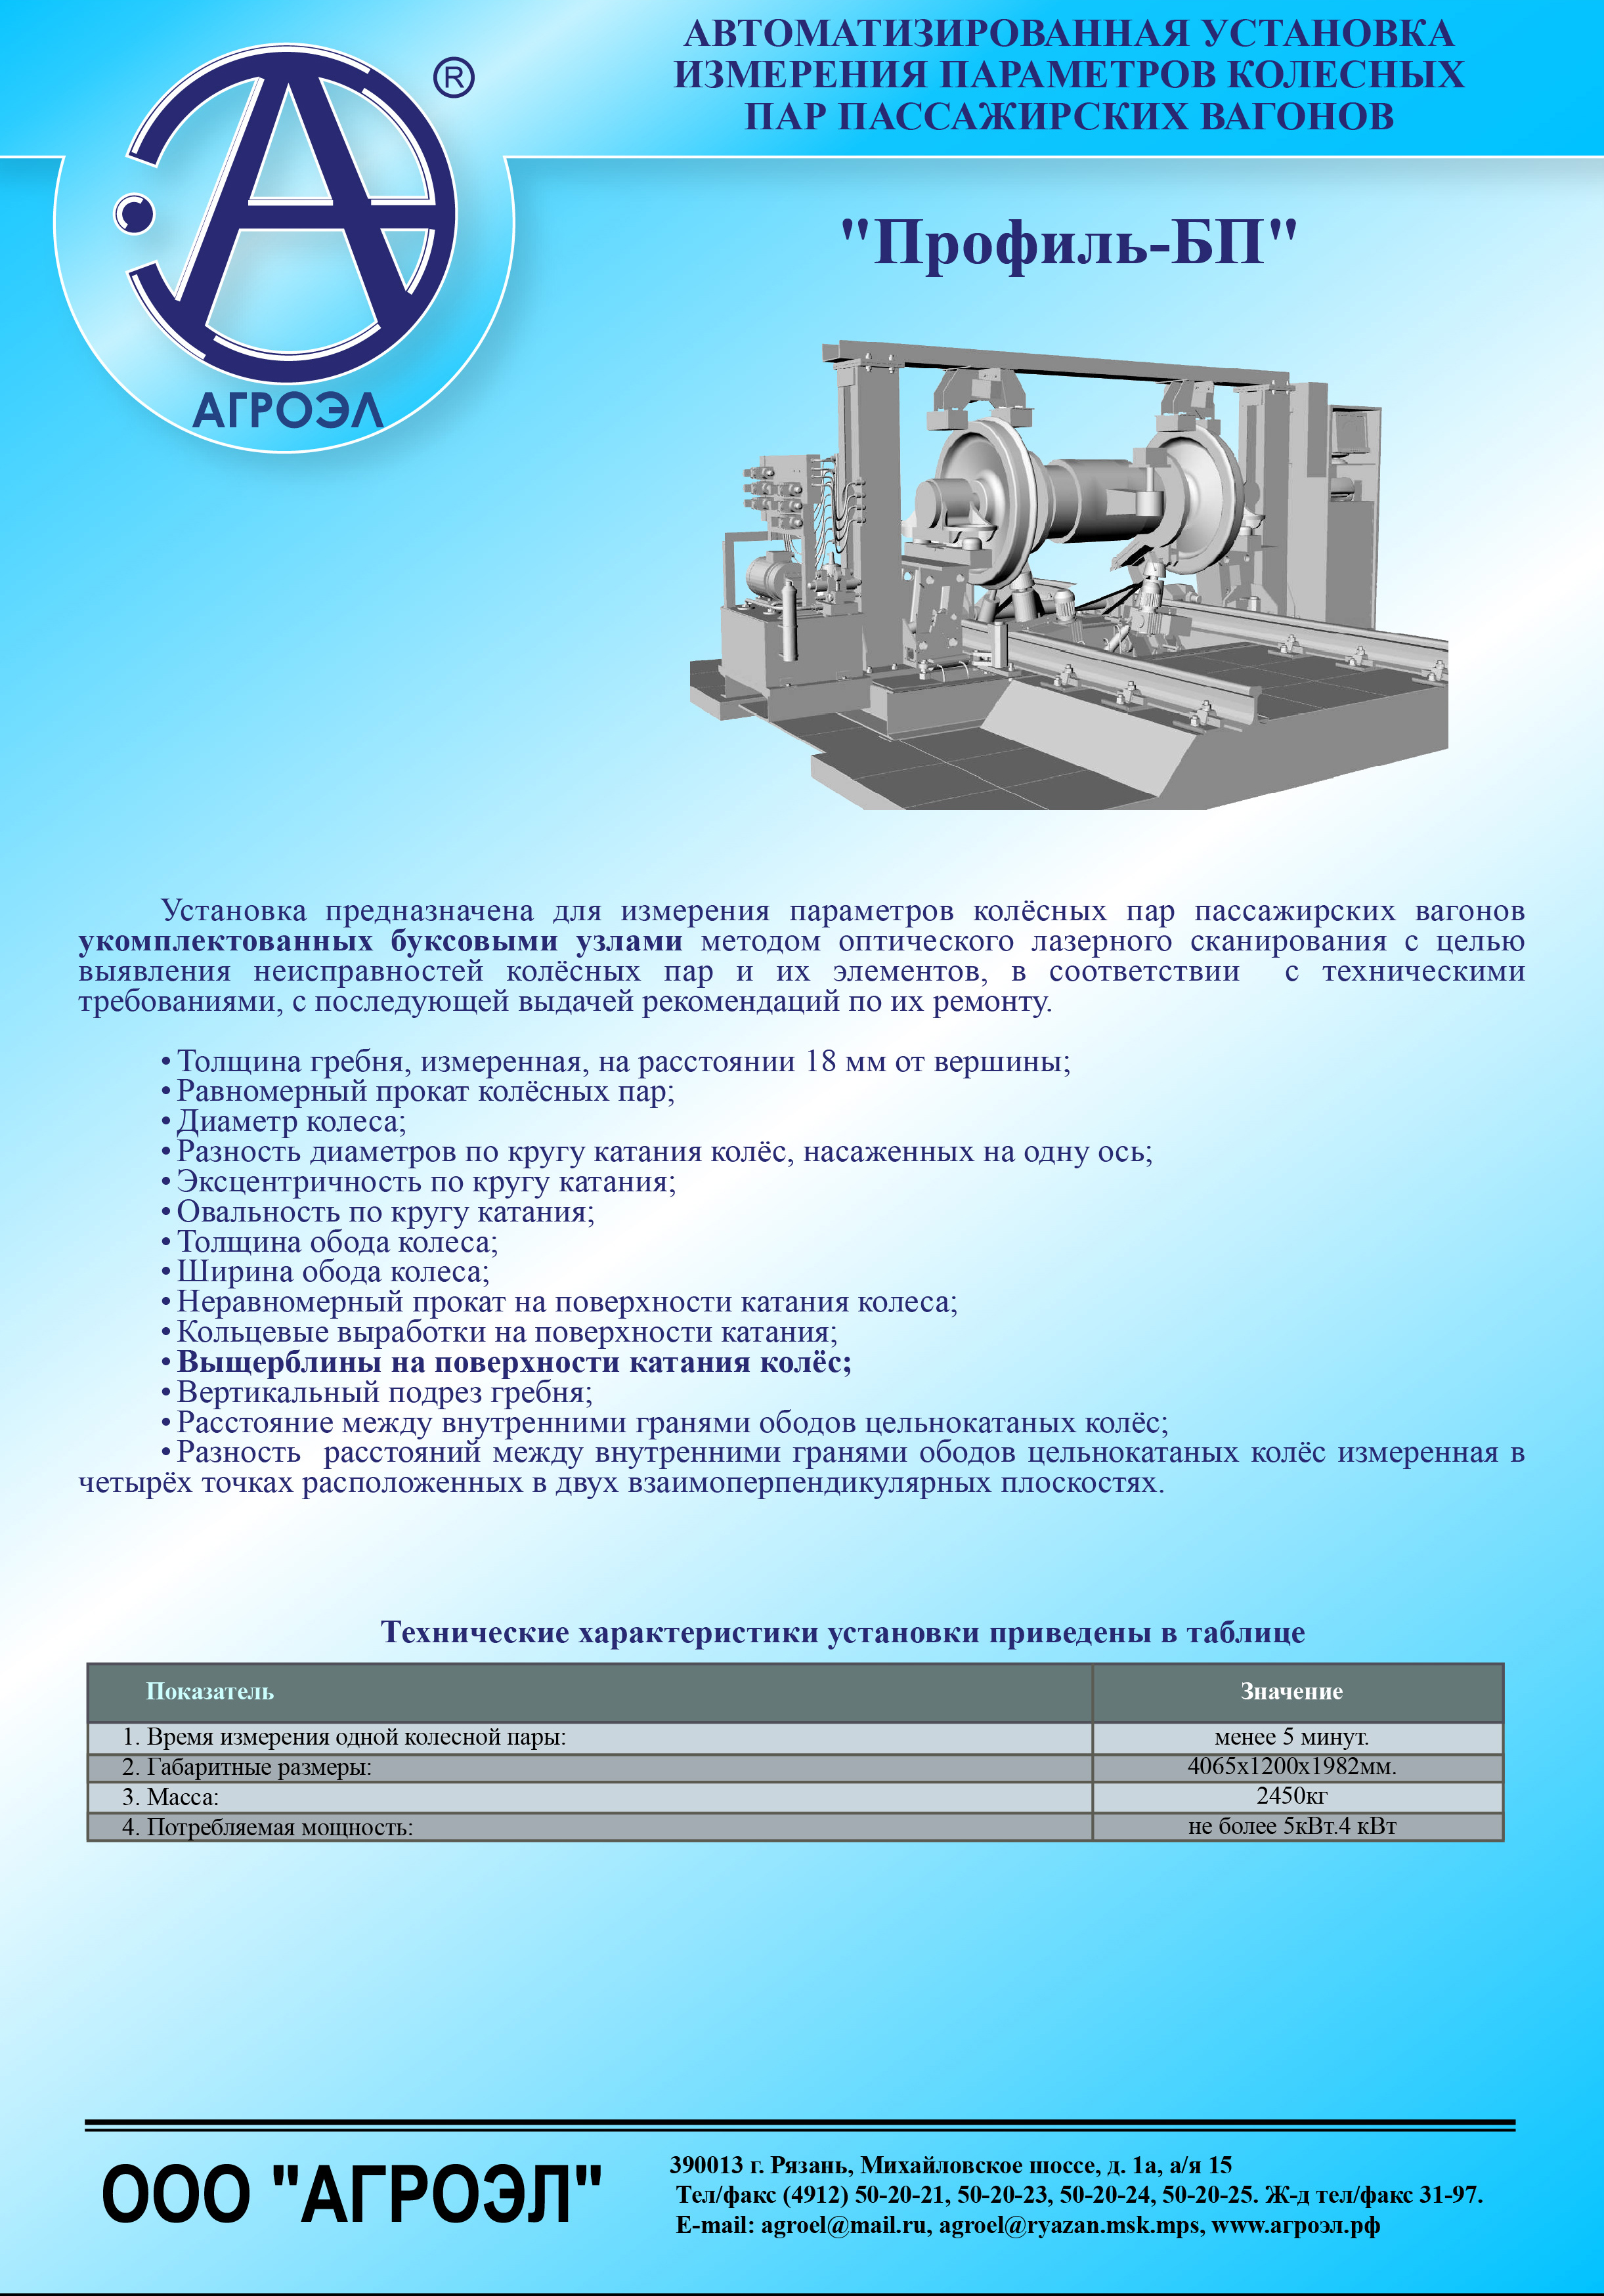 АВТОМАТИЗИРОВАННАЯ УСТАНОВКА
ИЗМЕРЕНИЯ ПАРАМЕТРОВ КОЛЕСНЫХ
ПАР ПАССАЖИРСКИХ ВАГОНОВ
®
АГРОЭЛ
"Профиль-БП"
Установка предназначена для измерения параметров колёсных пар пассажирских вагонов
укомплектованных буксовыми узлами методом оптического лазерного сканирования с целью
выявления неисправностей колёсных пар и их элементов, в соответствии с техническими
требованиями, с последующей выдачей рекомендаций по их ремонту.
• Толщина гребня, измеренная, на расстоянии 18 мм от вершины;
• Равномерный прокат колёсных пар;
• Диаметр колеса;
• Разность диаметров по кругу катания колёс, насаженных на одну ось;
• Эксцентричность по кругу катания;
• Овальность по кругу катания;
• Толщина обода колеса;
• Ширина обода колеса;
• Неравномерный прокат на поверхности катания колеса;
• Кольцевые выработки на поверхности катания;
• Выщерблины на поверхности катания колёс;
• Вертикальный подрез гребня;
• Расстояние между внутренними гранями ободов цельнокатаных колёс;
• Разность расстояний между внутренними гранями ободов цельнокатаных колёс измеренная в
четырёх точках расположенных в двух взаимоперпендикулярных плоскостях.
Технические характеристики установки приведены в таблице
Показатель Значение
1. Время измерения одной колесной пары: менее 5 минут.
2. Габаритные размеры: 4065х1200х1982мм.
3. Масса: 2450кг
4. Потребляемая мощность: не более 5кВт.4 кВт
ООО "АГРОЭЛ"
390013 г. Рязань, Михайловское шоссе, д. 1а, а/я 15
Тел/факс (4912) 50-20-21, 50-20-23, 50-20-24, 50-20-25. Ж-д тел/факс 31-97.
E-mail: agroel@mail.ru, agroel@ryazan.msk.mps, www.агроэл.рф